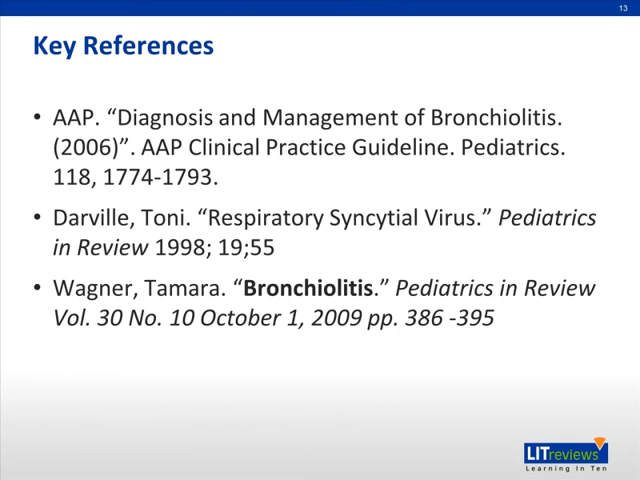 13
Key References
• AAP. “Diagnosis and Management of Bronchiolitis.
(2006)”. AAP Clinical Practice Guideline. Pediatrics.
118, 1774-1793.
• Darville, Toni. “Respiratory Syncytial Virus.” Pediatrics
in Review 1998; 19;55
• Wagner, Tamara. “Bronchiolitis.” Pediatrics in Review
Vol. 30 No. 10 October 1, 2009 pp. 386 -395
LITreviews
Learning In Ten